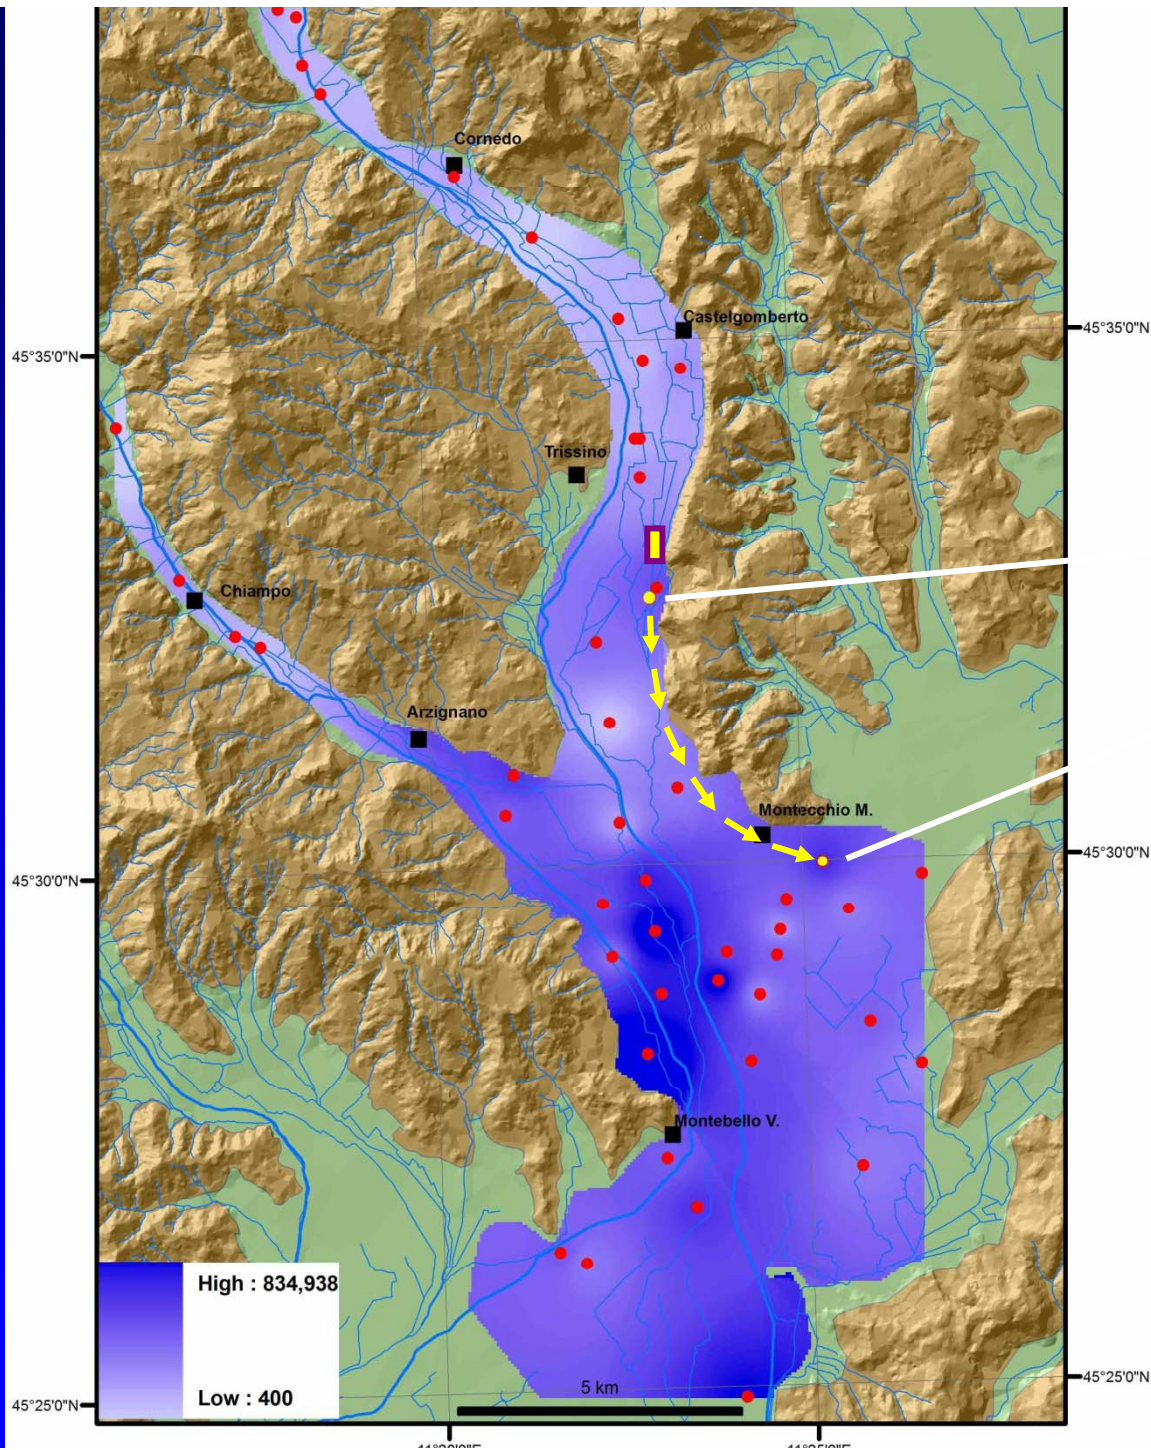 Cornedo
Castelgomberto
45°35'0"N
45°35'0"N
Trissino
Chiampo
Arzignano
Montecchio M.
45°30'0"N
45°30'0"N
Montebello V.
High : 834,938
Low : 400
5 km
45°25'0"N
45°25'0"N